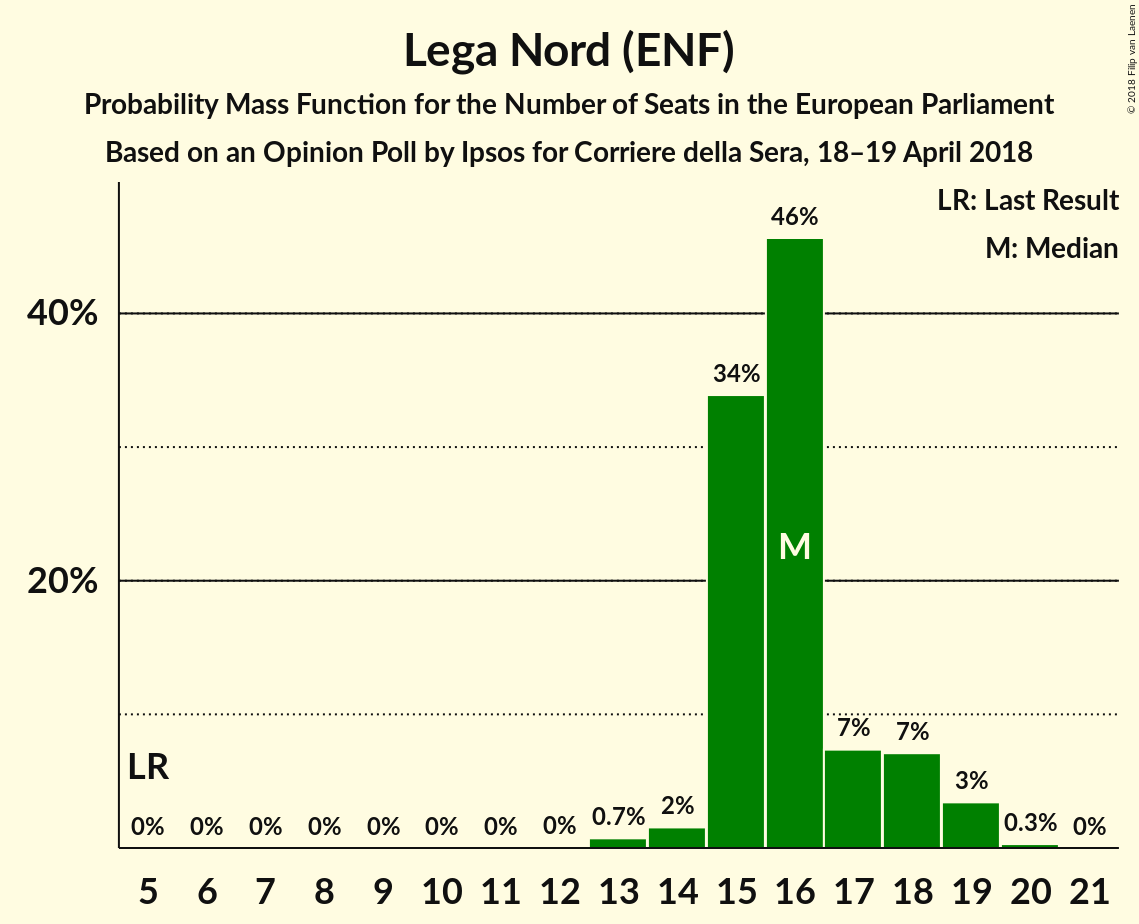 Lega Nord (ENF)
Probability Mass Function for the Number of Seats in the European Parliament
Based on an Opinion Poll by Ipsos for Corriere della Sera, 18–19 April 2018
© 2018 Filip van Laenen
LR: Last Result
M: Median
40%
20%
46%
34%
M
7%
7%
3%
LR
0%
0%
0%
0%
0%
0%
0%
0%
0.7%
2%
0.3%
0%
5 6 7 8 9 10 11 12 13 14 15 16 17 18 19 20 21